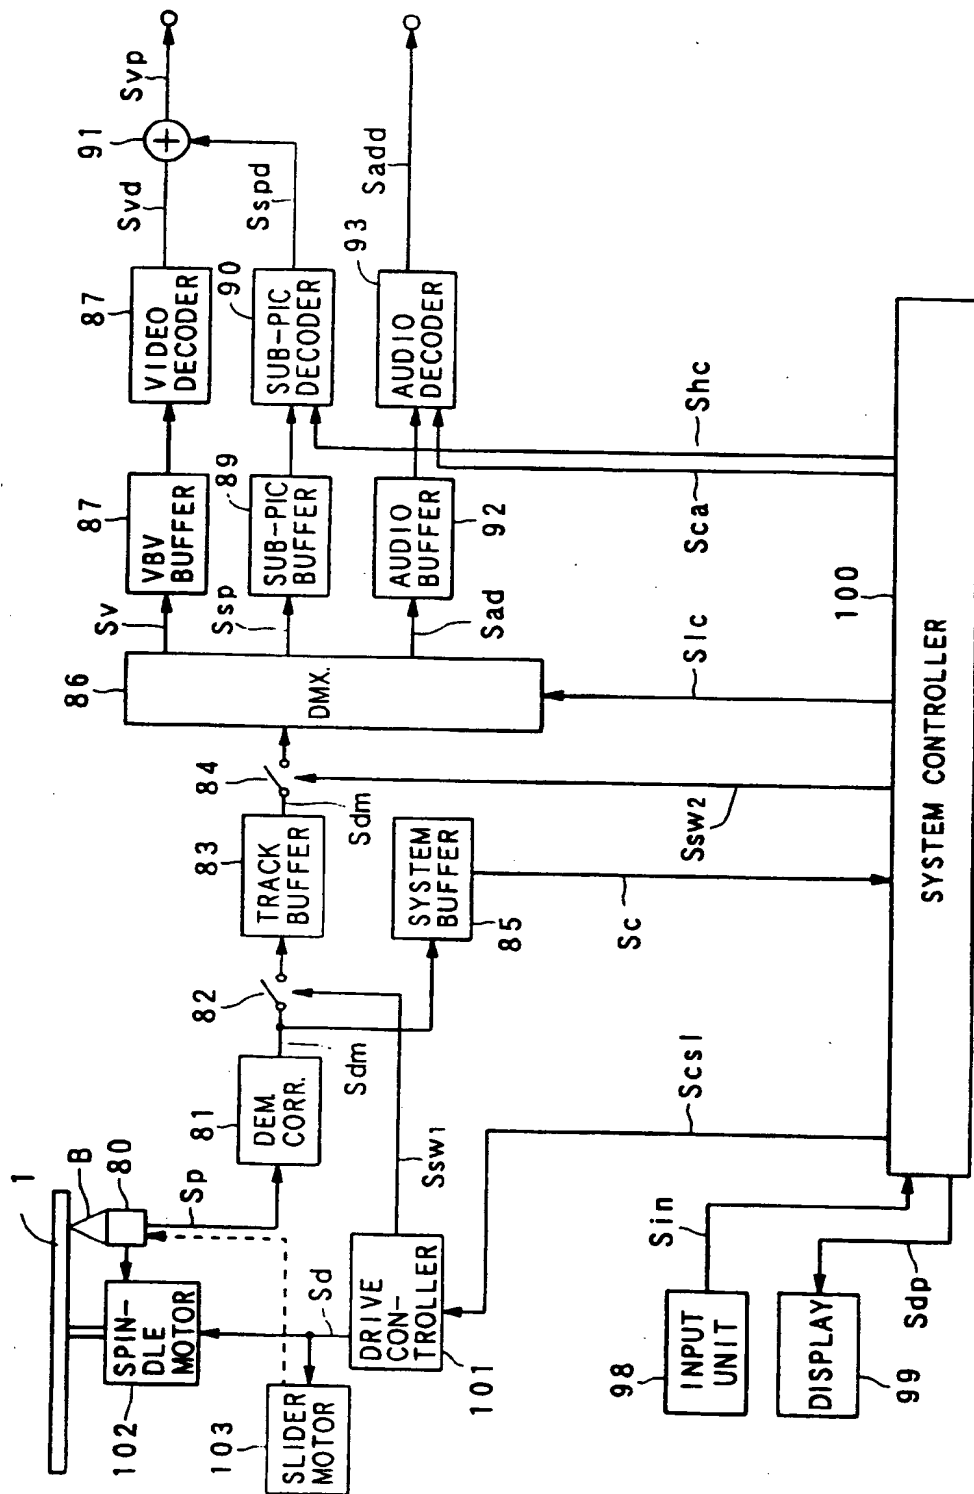 1
B
80
SPIN-
DLE
MOTOR
102
SLIDER
MOTOR
103
Sd
DRIVE
CON-
TROLLER
101
Sp
DEM.
CORR.
81
Sdm
Ssw1
82
TRACK
BUFFER
83
Sdm
84
SYSTEM
BUFFER
85
Sc
DMX.
86
Sv
Ssp
Sad
VBV
BUFFER
87
SUB-PIC
BUFFER
89
AUDIO
BUFFER
92
VIDEO
DECODER
87
SUB-PIC
DECODER
90
AUDIO
DECODER
93
Svd
Sspd
91
+
Svp
Sadd
Scsl
Ssw2
Slc
Sca
Shc
SYSTEM CONTROLLER
100
INPUT
UNIT
98
Sin
DISPLAY
99
Sdp